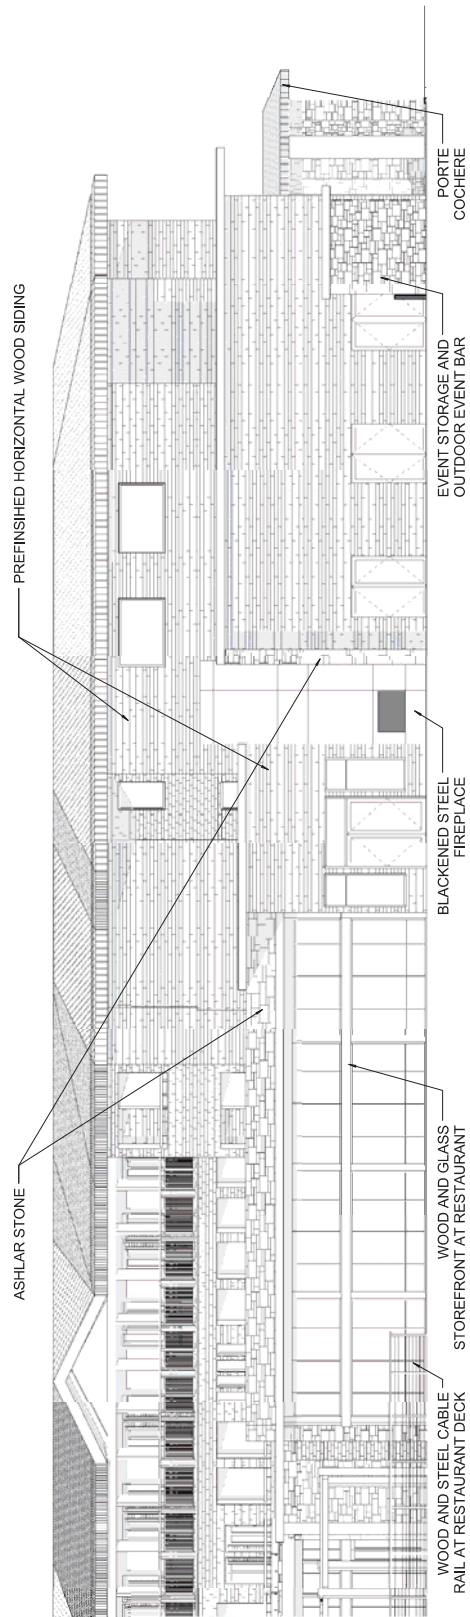 ASHLAR STONE
PREFINSIHED HORIZONTAL WOOD SIDING
WOOD AND STEEL CABLE
RAIL AT RESTAURANT DECK
WOOD AND GLASS
STOREFRONT AT RESTAURANT
BLACKENED STEEL
FIREPLACE
EVENT STORAGE AND
OUTDOOR EVENT BAR
PORTE
COCHERE